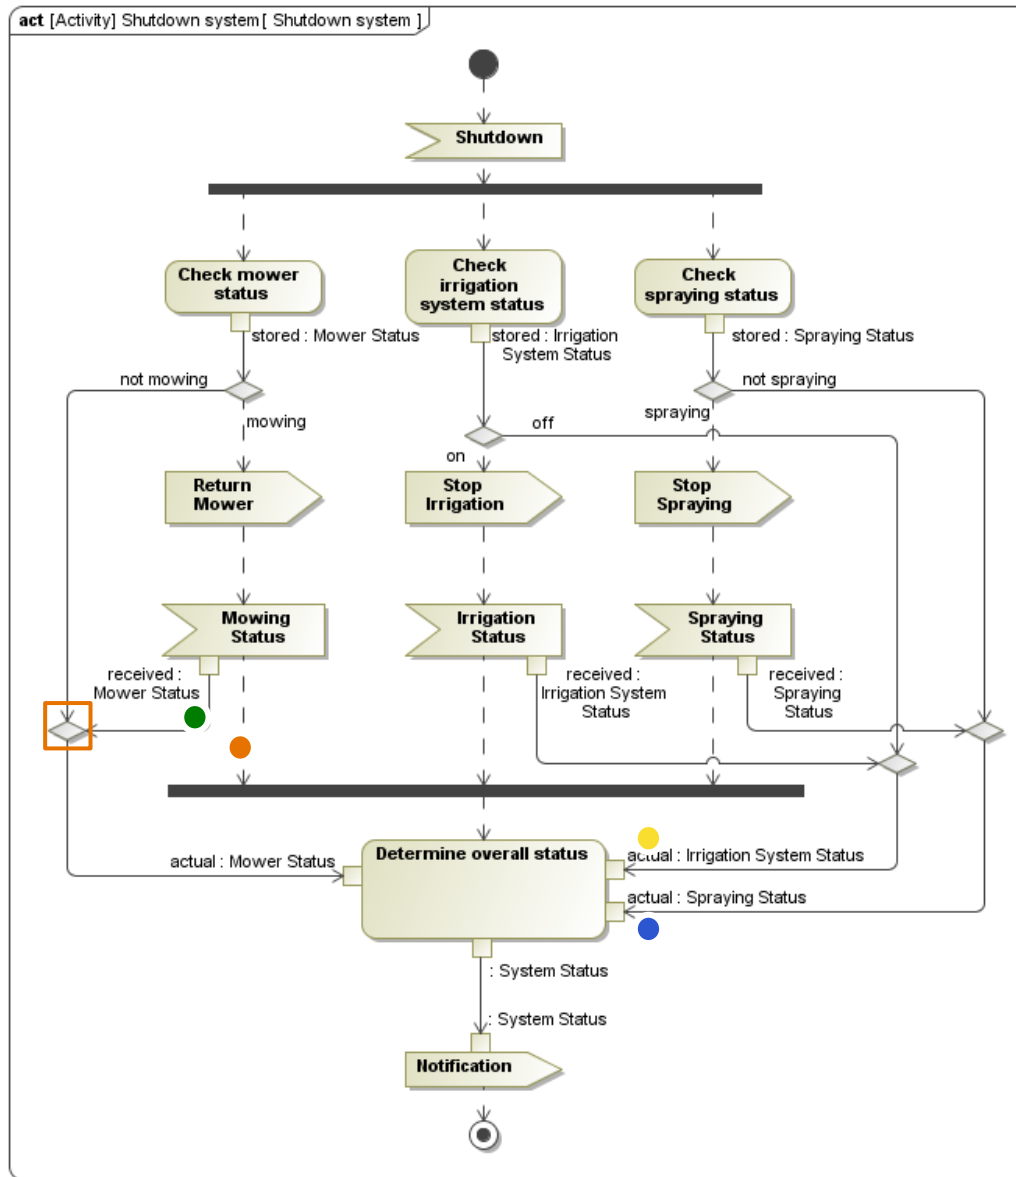 act [Activity] Shutdown system[ Shutdown system ]
Shutdown
Check mower
status
Check
irrigation
system status
Check
spraying status
stored : Mower Status
stored : Irrigation
System Status
stored : Spraying Status
not mowing
mowing
off
on
spraying
not spraying
Return
Mower
Stop
Irrigation
Stop
Spraying
Mowing
Status
Irrigation
Status
Spraying
Status
received :
Mower Status
received :
Irrigation System
Status
received :
Spraying
Status
actual : Mower Status
Determine overall status
actual : Irrigation System Status
actual : Spraying Status
: System Status
: System Status
Notification